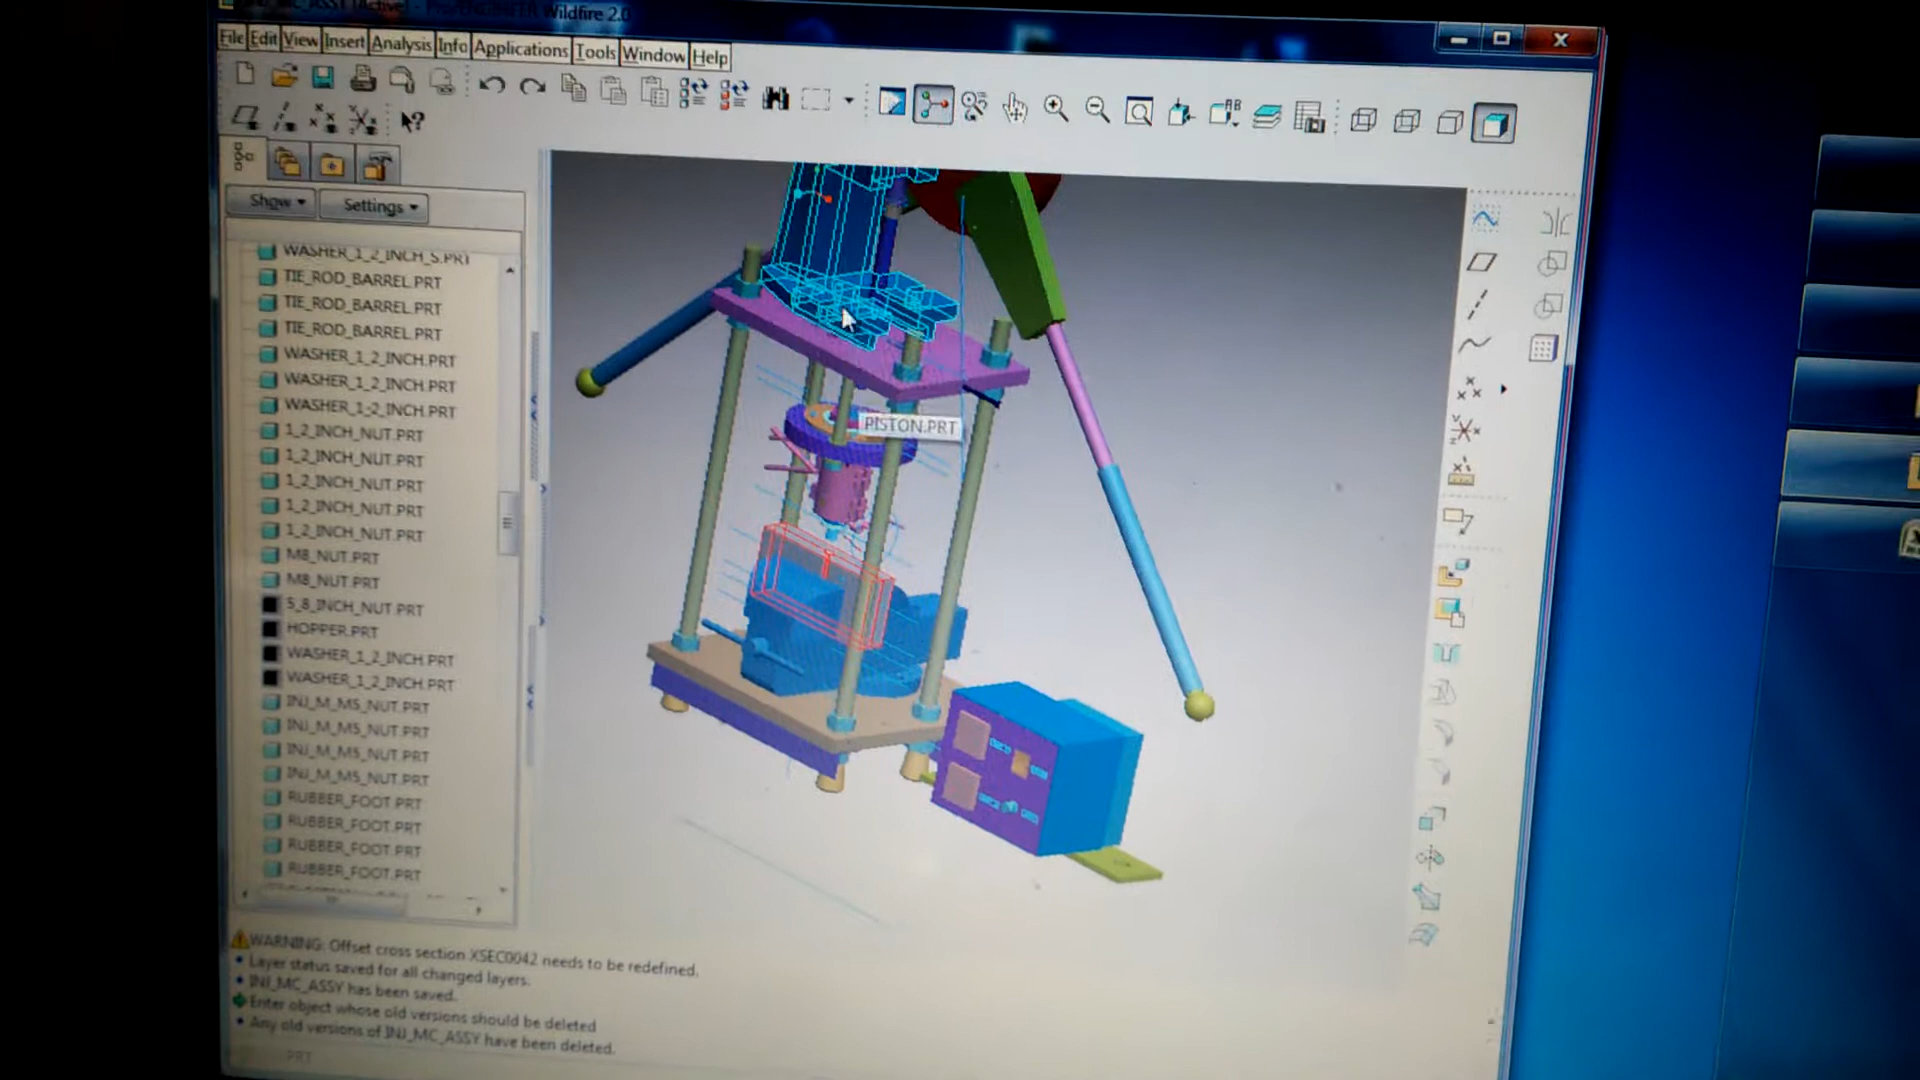 MC_ASSY (Active) - Pro/ENGINEER Wildfire 2.0
File Edit View Insert Analysis Info Applications Tools Window Help
Show Settings
WASHER_1_2_INCH_S.PRT
TIE_ROD_BARREL.PRT
TIE_ROD_BARREL.PRT
TIE_ROD_BARREL.PRT
WASHER_1_2_INCH.PRT
WASHER_1_2_INCH.PRT
WASHER_1_2_INCH.PRT
1_2_INCH_NUT.PRT
1_2_INCH_NUT.PRT
1_2_INCH_NUT.PRT
1_2_INCH_NUT.PRT
1_2_INCH_NUT.PRT
M8_NUT.PRT
M8_NUT.PRT
5_8_INCH_NUT.PRT
HOPPER.PRT
WASHER_1_2_INCH.PRT
WASHER_1_2_INCH.PRT
INJ_M_M5_NUT.PRT
INJ_M_M5_NUT.PRT
INJ_M_M5_NUT.PRT
INJ_M_M5_NUT.PRT
RUBBER_FOOT.PRT
RUBBER_FOOT.PRT
RUBBER_FOOT.PRT
RUBBER_FOOT.PRT
PISTON.PRT
WARNING: Offset cross section XSEC0042 needs to be redefined.
• Layer status saved for all changed layers.
• INJ_MC_ASSY has been saved.
Enter object whose old versions should be deleted
• Any old versions of INJ_MC_ASSY have been deleted.
PRT